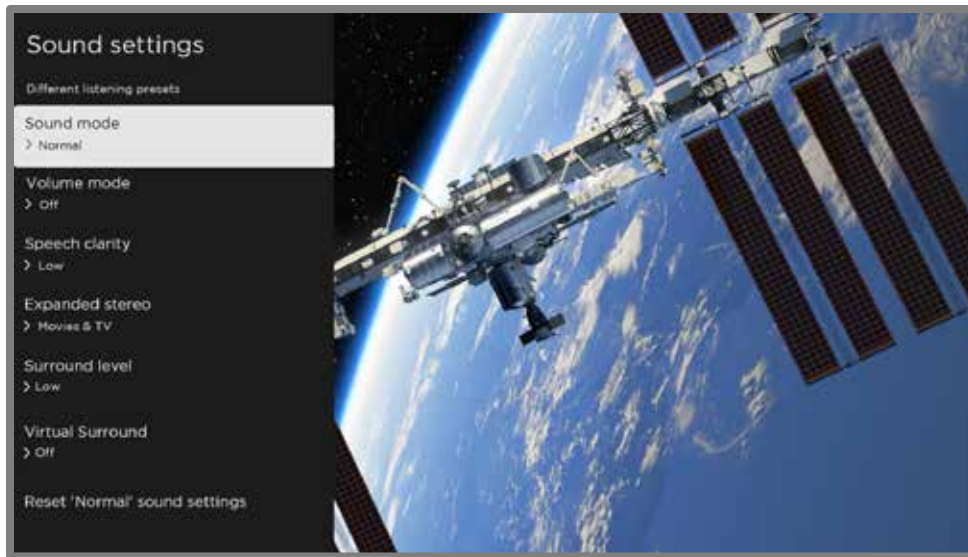 Sound settings
Different listening presets
Sound mode
> Normal
Volume mode
> Off
Speech clarity
> Low
Expanded stereo
> Movies & TV
Surround level
> Low
Virtual Surround
> Off
Reset 'Normal' sound settings